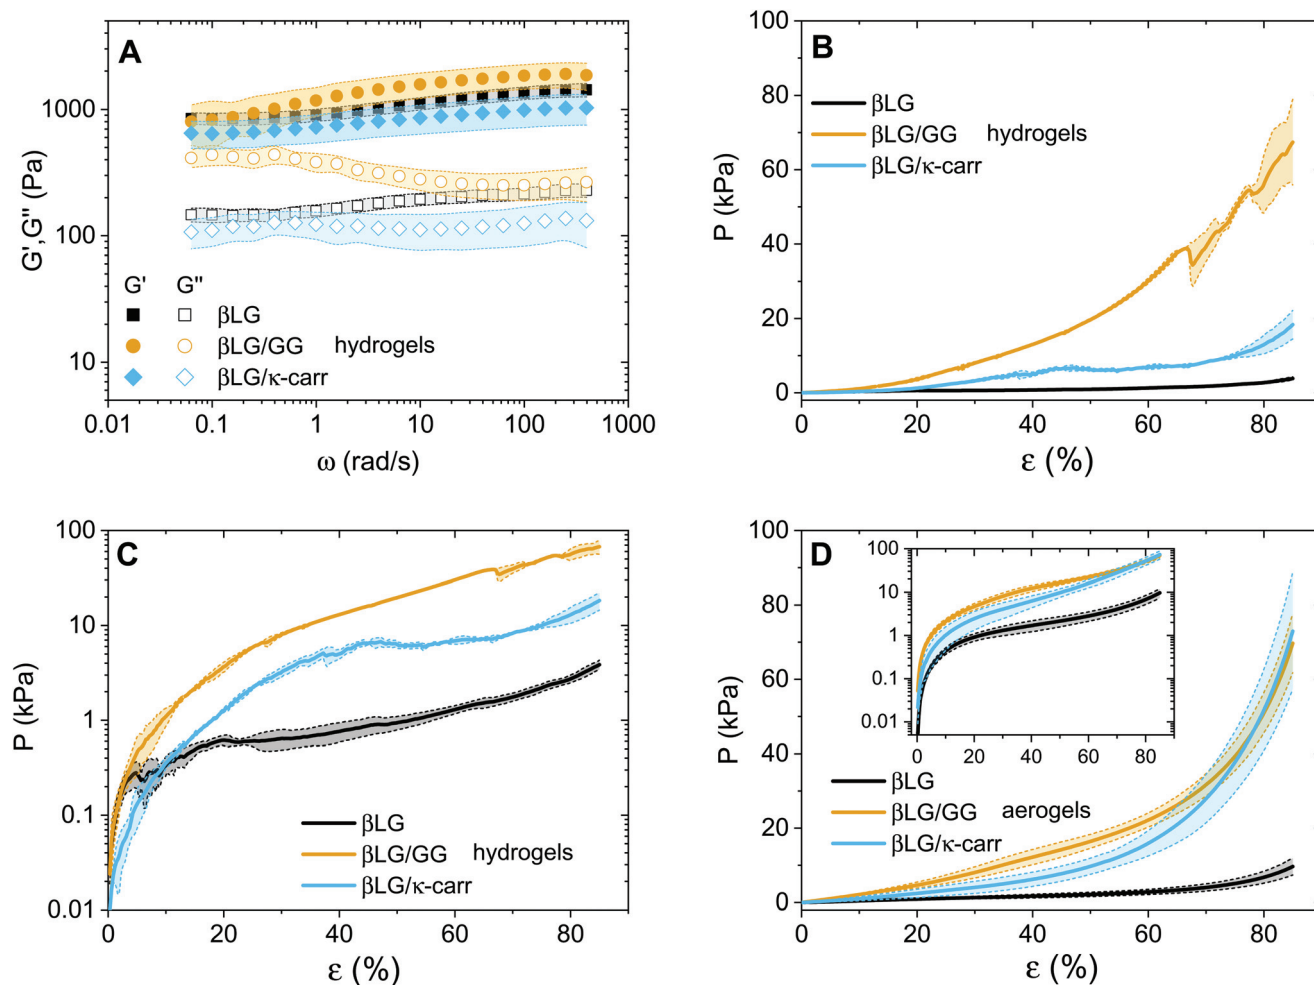 A
G',G'' (Pa)
1000
100
10
G' G''
βLG
βLG/GG hydrogels
βLG/κ-carr
0.01 0.1 1 10 100 1000
ω (rad/s)
B
P (kPa)
100
80
60
40
20
0
βLG
βLG/GG hydrogels
βLG/κ-carr
0 20 40 60 80
ε (%)
C
P (kPa)
100
10
1
0.1
0.01
βLG
βLG/GG hydrogels
βLG/κ-carr
0 20 40 60 80
ε (%)
D
P (kPa)
100
80
60
40
20
0
100
10
1
0.1
0.01
0 20 40 60 80
βLG
βLG/GG aerogels
βLG/κ-carr
0 20 40 60 80
ε (%)